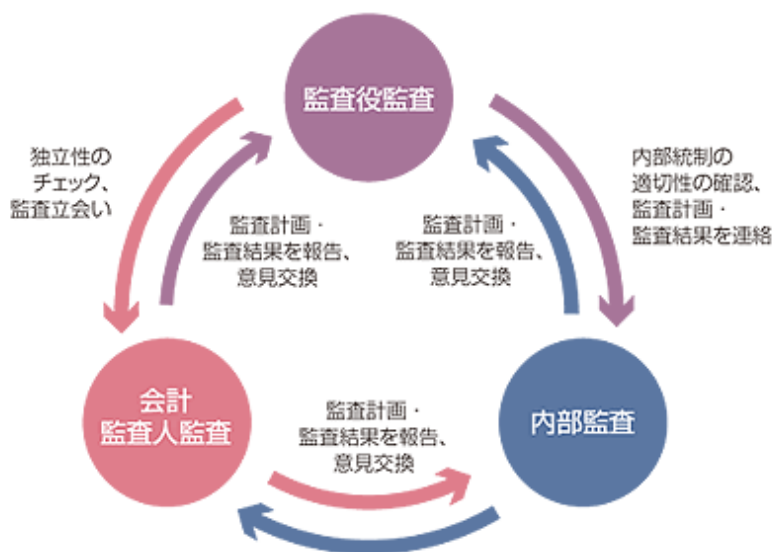 監査役監査
独立性の
チェック、
監査立会い
内部統制の
適切性の確認、
監査計画・
監査結果を連絡
監査計画・
監査結果を報告、
意見交換
監査計画・
監査結果を報告、
意見交換
会計
監査人監査
監査計画・
監査結果を報告、
意見交換
内部監査